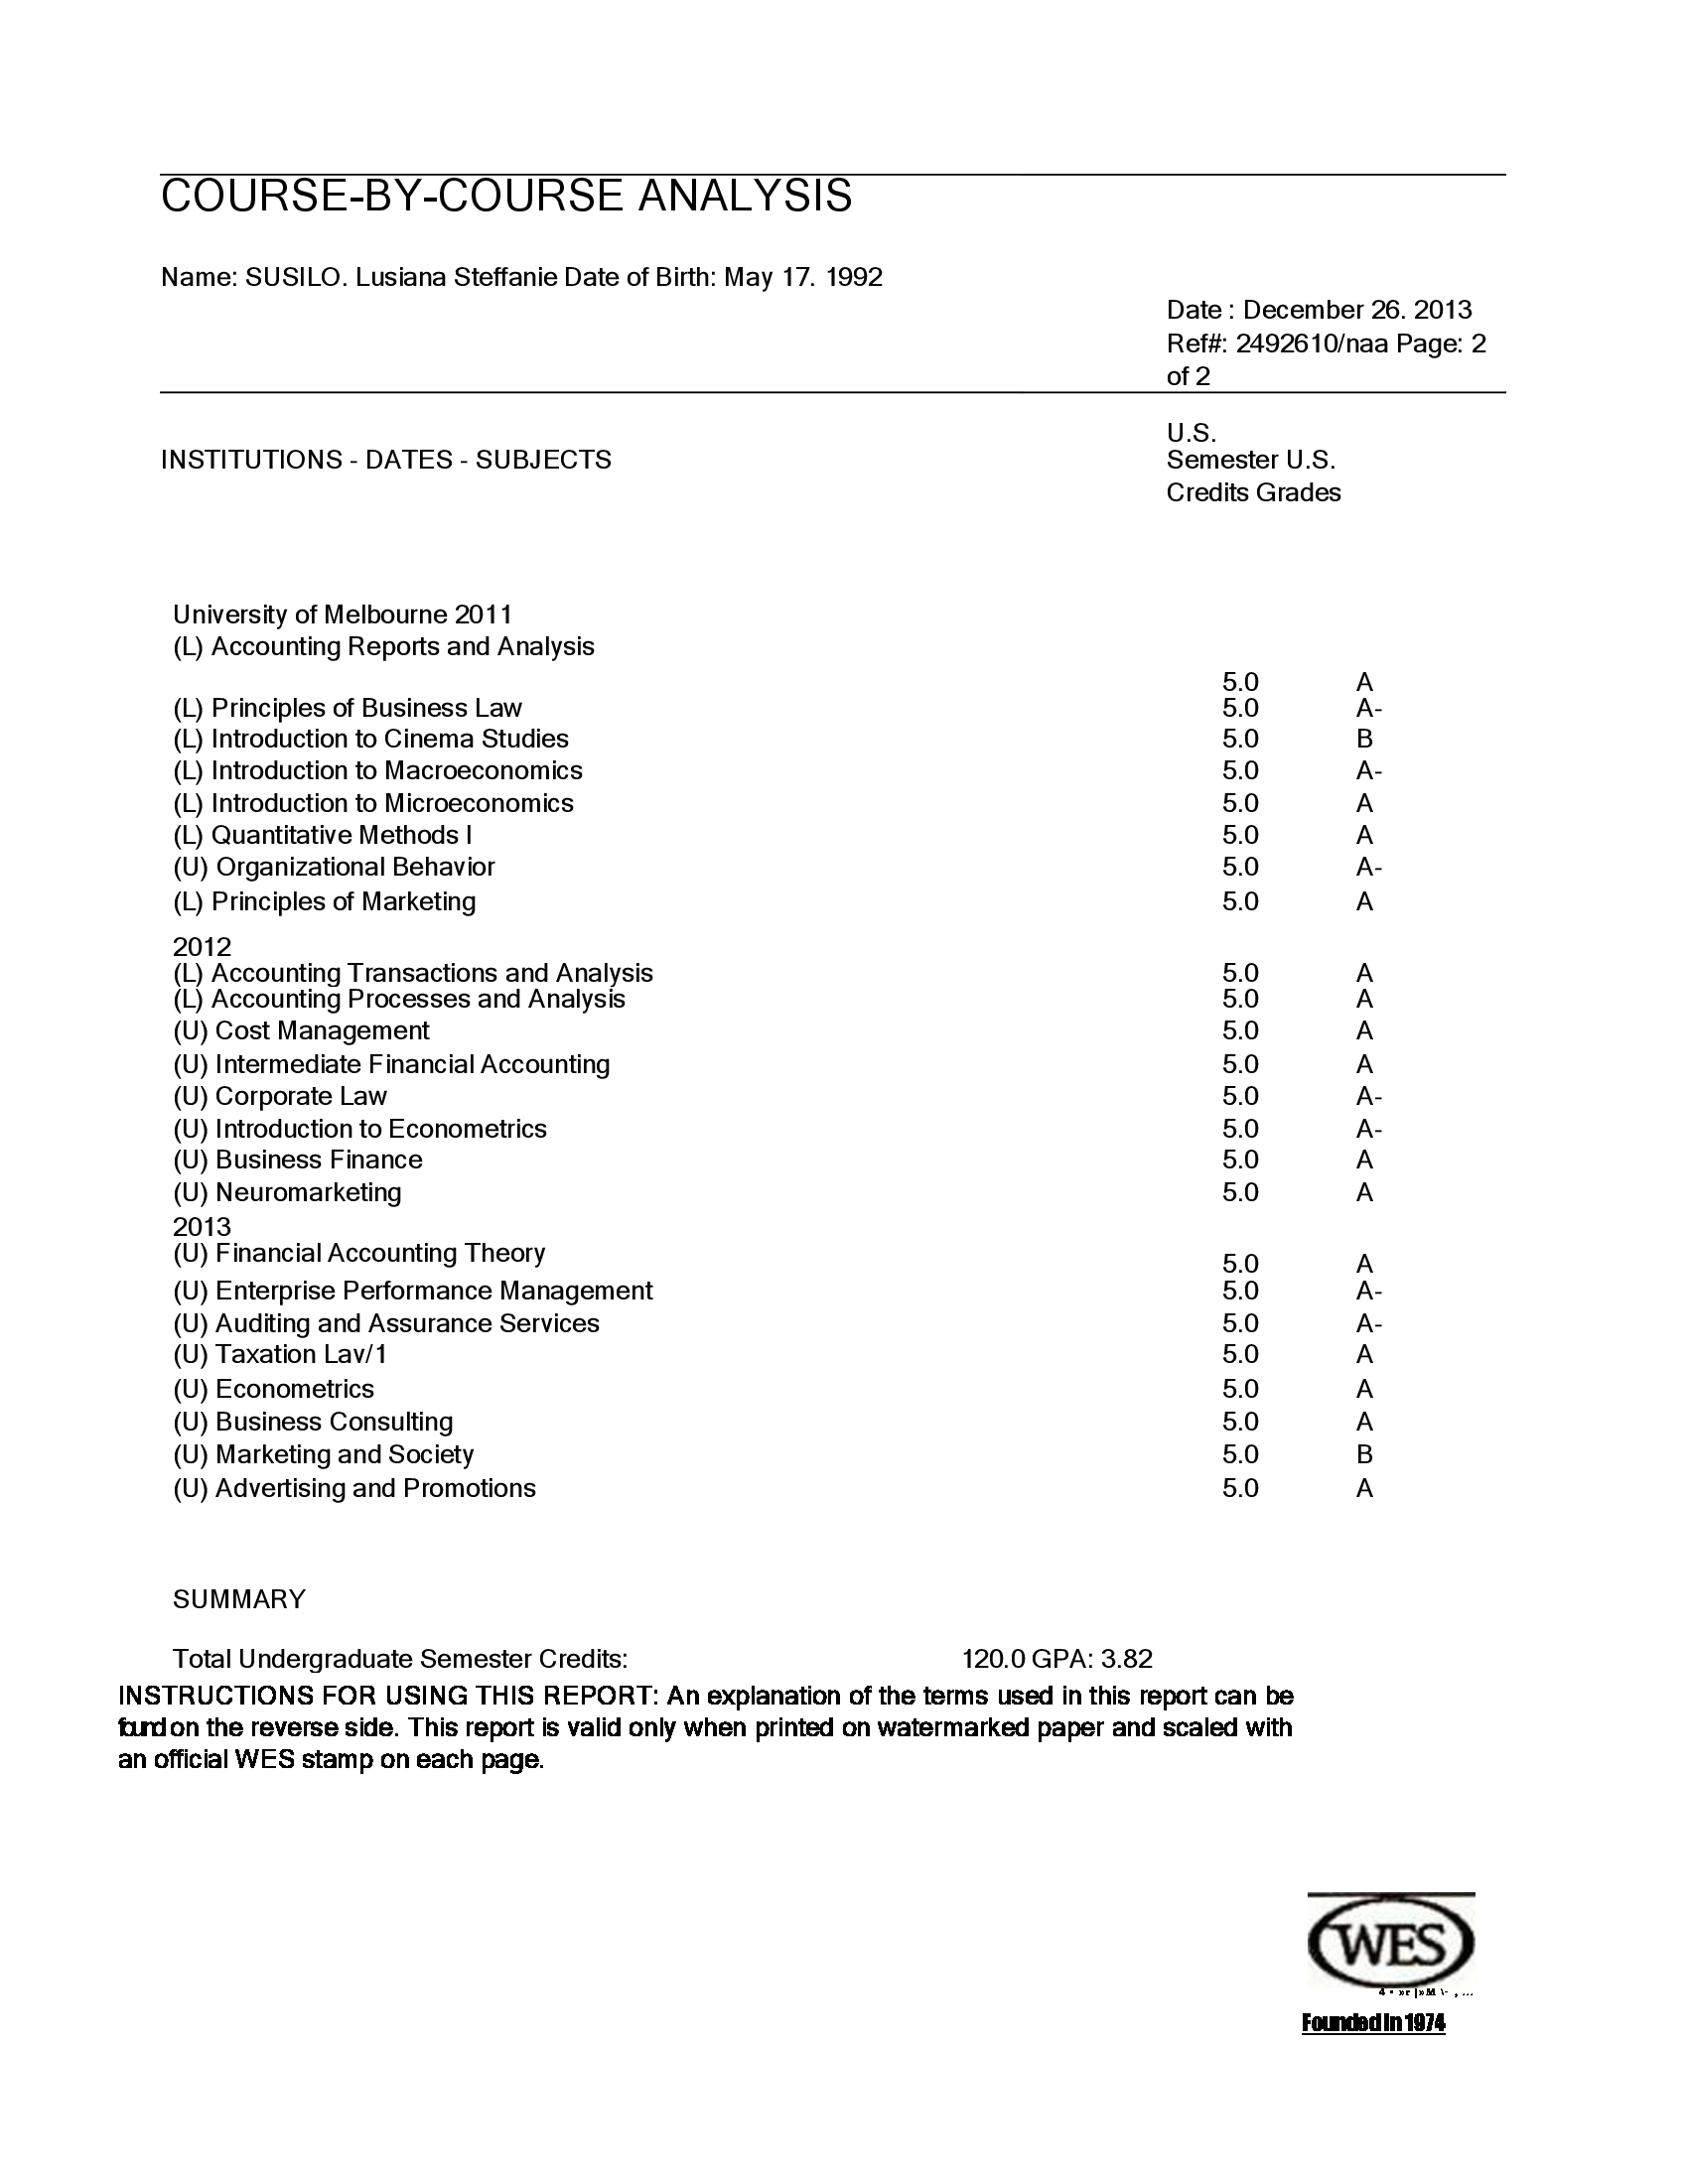 COURSE-BY-COURSE ANALYSIS
Name: SUSILO. Lusiana Steffanie Date of Birth: May 17. 1992
Date : December 26. 2013
Ref#: 2492610/naa Page: 2
of 2
U.S.
INSTITUTIONS - DATES - SUBJECTS Semester U.S.
Credits Grades
University of Melbourne 2011
(L) Accounting Reports and Analysis
5.0 A
(L) Principles of Business Law 5.0 A-
(L) Introduction to Cinema Studies 5.0 B
(L) Introduction to Macroeconomics 5.0 A-
(L) Introduction to Microeconomics 5.0 A
(L) Quantitative Methods I 5.0 A
(U) Organizational Behavior 5.0 A-
(L) Principles of Marketing 5.0 A
2012
(L) Accounting Transactions and Analysis 5.0 A
(L) Accounting Processes and Analysis 5.0 A
(U) Cost Management 5.0 A
(U) Intermediate Financial Accounting 5.0 A
(U) Corporate Law 5.0 A-
(U) Introduction to Econometrics 5.0 A-
(U) Business Finance 5.0 A
(U) Neuromarketing 5.0 A
2013
(U) Financial Accounting Theory 5.0 A
(U) Enterprise Performance Management 5.0 A-
(U) Auditing and Assurance Services 5.0 A-
(U) Taxation Lav/1 5.0 A
(U) Econometrics 5.0 A
(U) Business Consulting 5.0 A
(U) Marketing and Society 5.0 B
(U) Advertising and Promotions 5.0 A
SUMMARY
Total Undergraduate Semester Credits: 120.0 GPA: 3.82
INSTRUCTIONS FOR USING THIS REPORT: An explanation of the terms used in this report can be
found on the reverse side. This report is valid only when printed on watermarked paper and scaled with
an official WES stamp on each page.
WES
Founded in 1974